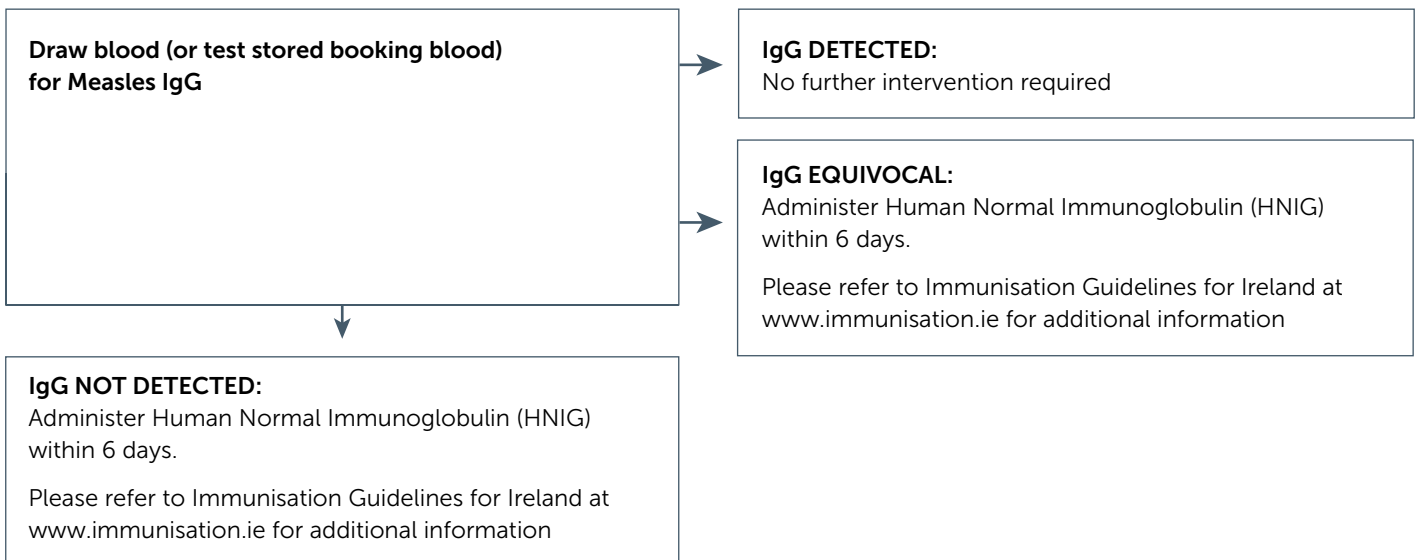 Draw blood (or test stored booking blood)
for Measles IgG
IgG DETECTED:
No further intervention required
IgG EQUIVOCAL:
Administer Human Normal Immunoglobulin (HNIG)
within 6 days.
Please refer to Immunisation Guidelines for Ireland at
www.immunisation.ie for additional information
IgG NOT DETECTED:
Administer Human Normal Immunoglobulin (HNIG)
within 6 days.
Please refer to Immunisation Guidelines for Ireland at
www.immunisation.ie for additional information